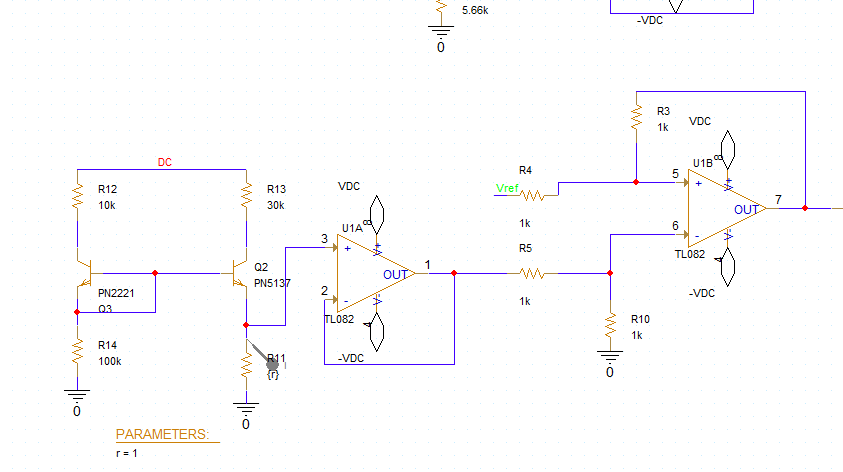 5.66k
0
-VDC
R3
1k
VDC
DC
R12
10k
R13
30k
VDC
Vref
R4
1k
U1B
8
V+
5
+
OUT
7
6
-
V-
TL082
4
-VDC
U1A
8
V+
3
+
OUT
1
2
-
V-
TL082
4
-VDC
Q2
PN5137
PN2221
Q3
R5
1k
R14
100k
R11
{r}
R10
1k
0
0
0
PARAMETERS:
r = 1